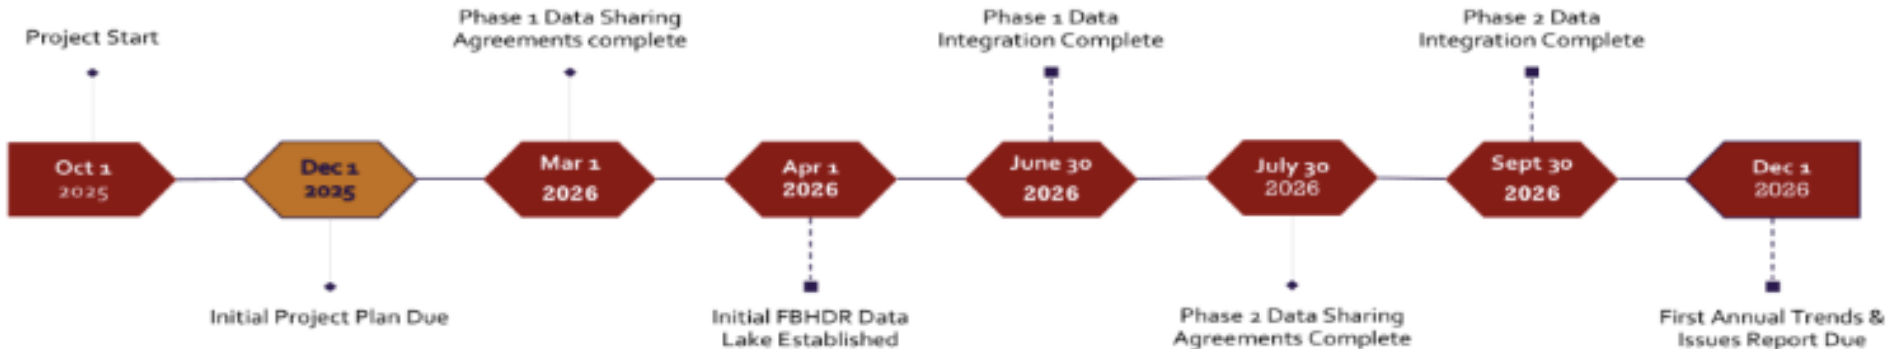 Project Start
Phase 1 Data Sharing
Agreements complete
Phase 1 Data
Integration Complete
Phase 2 Data
Integration Complete
Oct 1
2025
Dec 1
2025
Mar 1
2026
Apr 1
2026
June 30
2026
July 30
2026
Sept 30
2026
Dec 1
2026
Initial Project Plan Due
Initial FBHDR Data
Lake Established
Phase 2 Data Sharing
Agreements Complete
First Annual Trends &
Issues Report Due